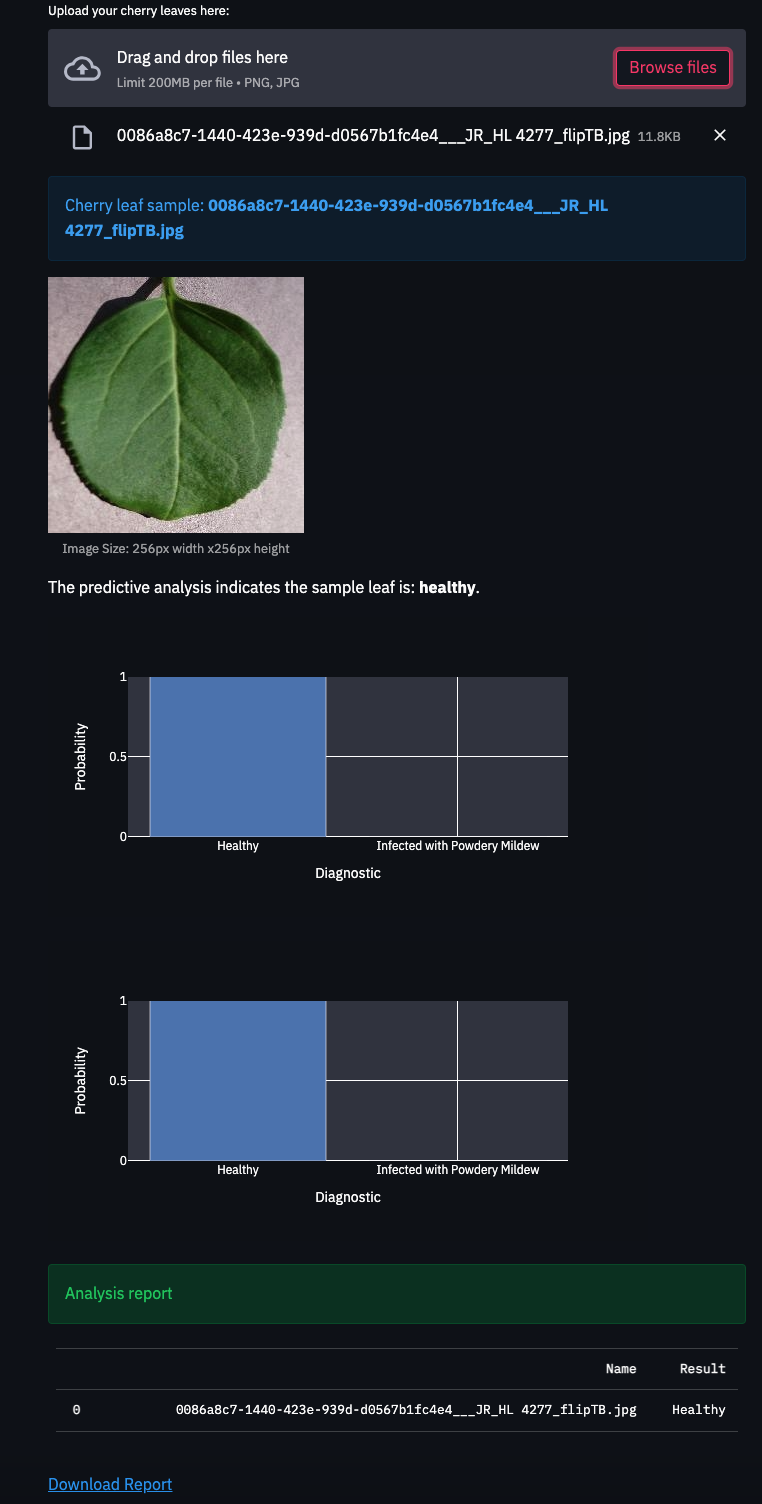 Upload your cherry leaves here:
Drag and drop files here
Limit 200MB per file • PNG, JPG
Browse files
0086a8c7-1440-423e-939d-d0567b1fc4e4___JR_HL 4277_flipTB.jpg 11.8KB
Cherry leaf sample: 0086a8c7-1440-423e-939d-d0567b1fc4e4___JR_HL
4277_flipTB.jpg
Image Size: 256px width x256px height
The predictive analysis indicates the sample leaf is: healthy.
1
0.5
0
Probability
Healthy
Infected with Powdery Mildew
Diagnostic
1
0.5
0
Probability
Healthy
Infected with Powdery Mildew
Diagnostic
Analysis report
Name Result
0 0086a8c7-1440-423e-939d-d0567b1fc4e4___JR_HL 4277_flipTB.jpg Healthy
Download Report